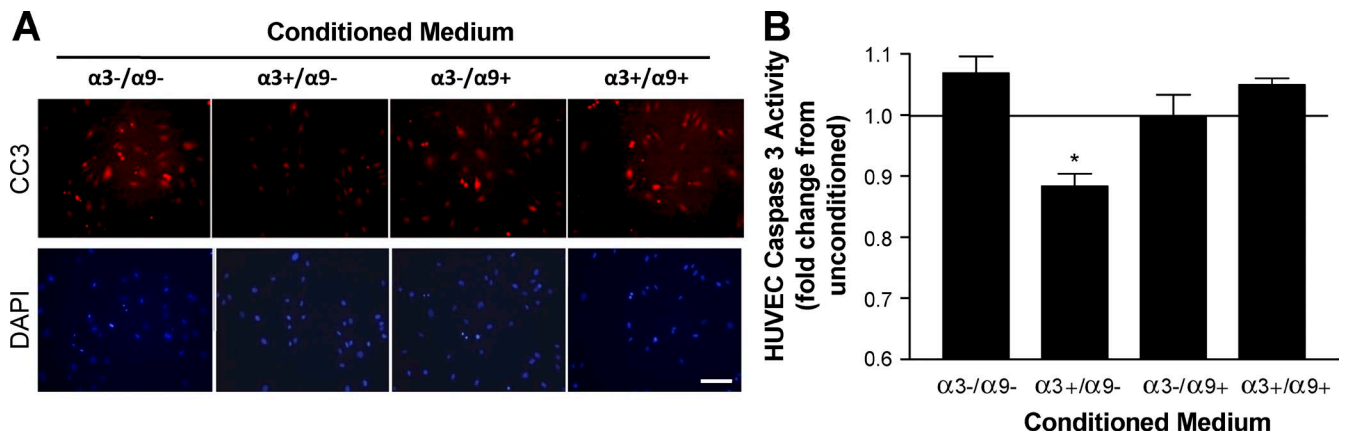 A
Conditioned Medium
α3-/α9-
α3+/α9-
α3-/α9+
α3+/α9+
CC3
DAPI
B
HUVEC Caspase 3 Activity
(fold change from
unconditioned)
1.1
1.0
0.9
0.8
0.7
0.6
*
α3-/α9-
α3+/α9-
α3-/α9+
α3+/α9+
Conditioned Medium